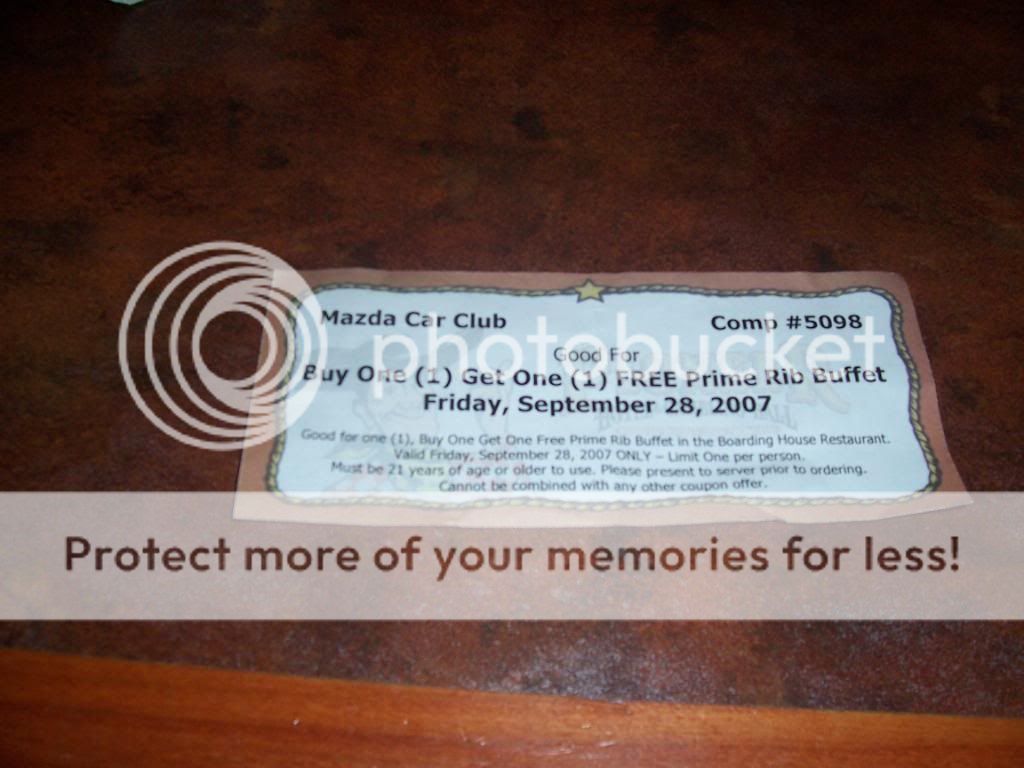 Mazda Car Club Comp #5098
Good For
Buy One (1) Get One (1) FREE Prime Rib Buffet
Friday, September 28, 2007
Good for one (1), Buy One Get One Free Prime Rib Buffet in the Boarding House Restaurant.
Valid Friday, September 28, 2007 ONLY – Limit One per person.
Must be 21 years of age or older to use. Please present to server prior to ordering.
Cannot be combined with any other coupon offer.
photobucket
Protect more of your memories for less!